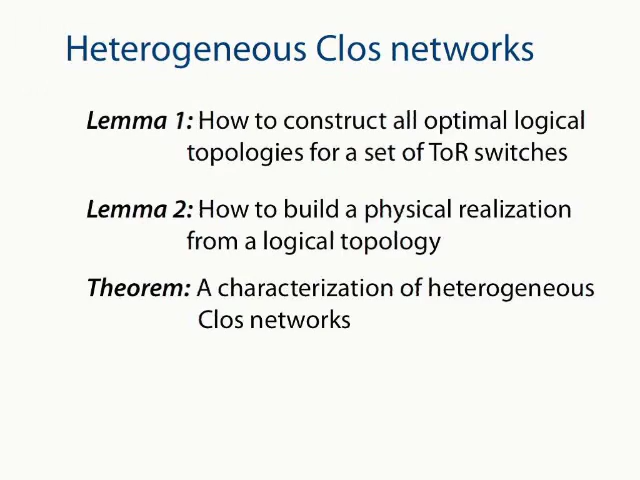 Heterogeneous Clos networks
Lemma 1: How to construct all optimal logical
topologies for a set of ToR switches
Lemma 2: How to build a physical realization
from a logical topology
Theorem: A characterization of heterogeneous
Clos networks